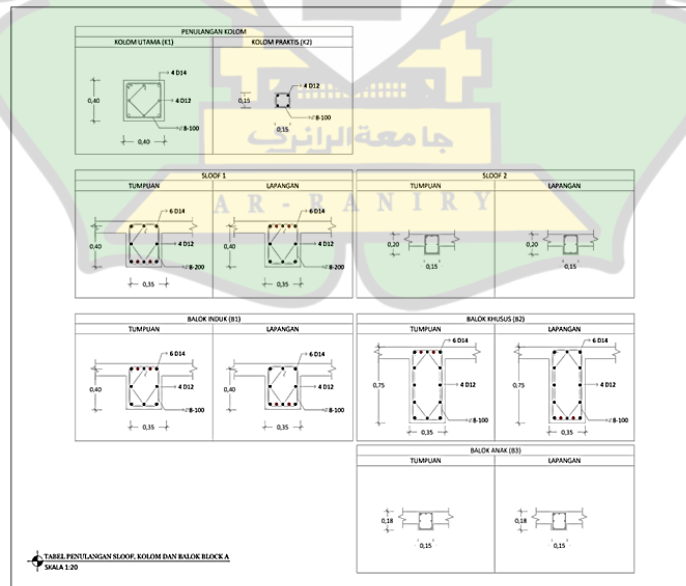 PENULANGAN KOLOM
KOLOM UTAMA (K1)
KOLOM PRAKTIS (K2)
0,40
4 D14
4 D12
8-100
0,40
0,15
4 D12
8-100
0,15
جامعةالرانري
AR-RANIRY
SLOOF 1
TUMPUAN
LAPANGAN
0,40
6 D14
4 D12
8-200
0,35
0,40
6 D14
4 D12
8-200
0,35
SLOOF 2
TUMPUAN
LAPANGAN
0,20
0,15
0,20
0,15
BALOK INDUK (B1)
TUMPUAN
LAPANGAN
0,40
6 D14
4 D12
8-100
0,35
0,40
6 D14
4 D12
8-100
0,35
BALOK KHUSUS (B2)
TUMPUAN
LAPANGAN
0,75
6 D14
4 D12
8-100
0,35
0,75
6 D14
4 D12
8-100
0,35
BALOK ANAK (B3)
TUMPUAN
LAPANGAN
0,18
0,15
0,18
0,15
TABEL PENULANGAN SLOOF, KOLOM DAN BALOK BLOCK A
SKALA 1:20